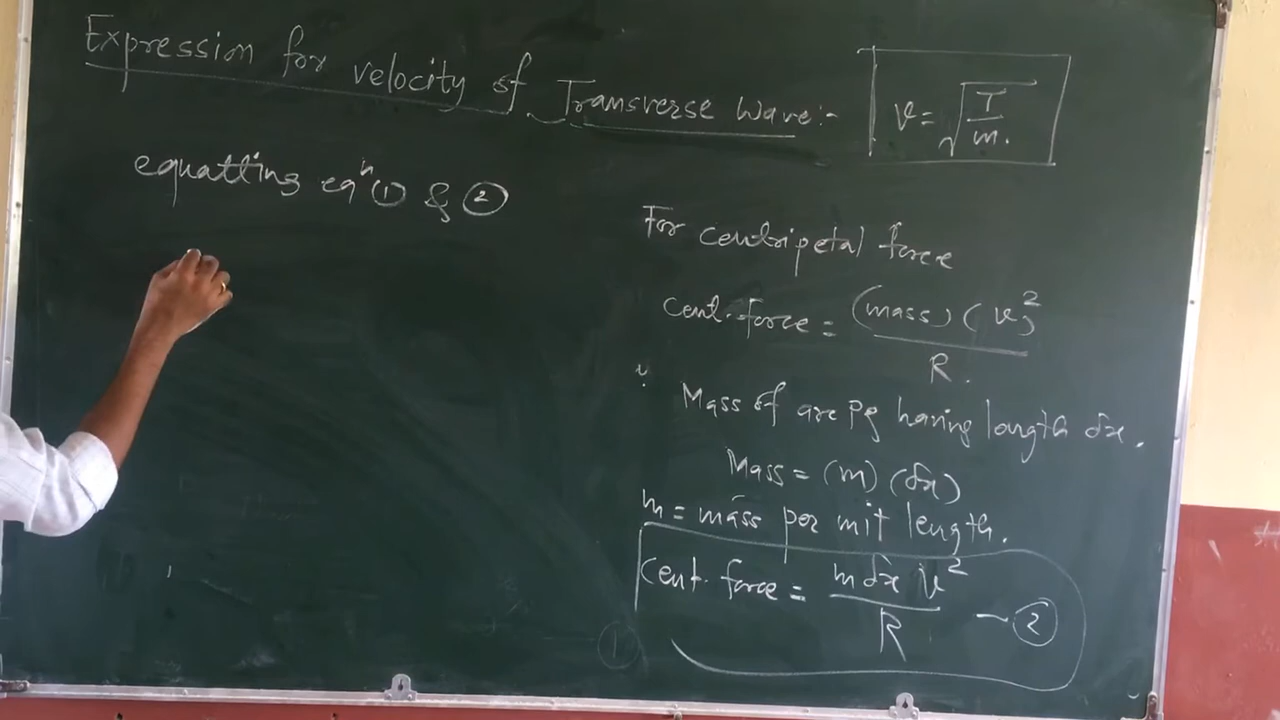 Expression for velocity of Transverse wave:-
v = √(T/m.)
equatting eqⁿ ① & ②
For centripetal force
Cent. force = (mass) (v)² / R.
Mass of arc PQ having length dx.
Mass = (m) (dx)
m = mass per unit length.
Cent. force = m dx v² / R — ②
①